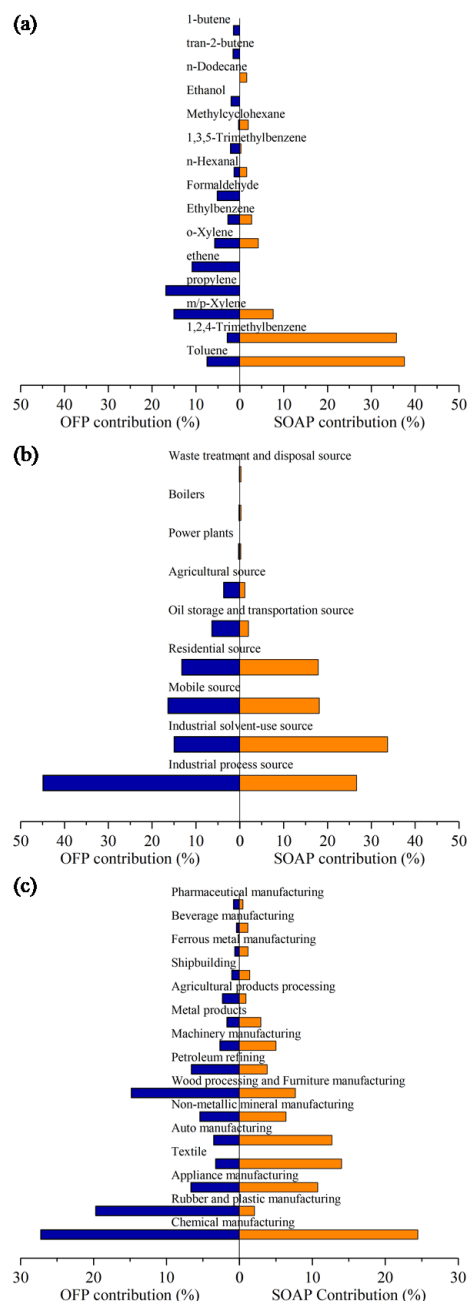 (a)
1-butene
tran-2-butene
n-Dodecane
Ethanol
Methylcyclohexane
1,3,5-Trimethylbenzene
n-Hexanal
Formaldehyde
Ethylbenzene
o-Xylene
ethene
propylene
m/p-Xylene
1,2,4-Trimethylbenzene
Toluene
50 40 30 20 10 0 10 20 30 40 50
OFP contribution (%) SOAP contribution (%)
(b)
Waste treatment and disposal source
Boilers
Power plants
Agricultural source
Oil storage and transportation source
Residential source
Mobile source
Industrial solvent-use source
Industrial process source
50 40 30 20 10 0 10 20 30 40 50
OFP contribution (%) SOAP contribution (%)
(c)
Pharmaceutical manufacturing
Beverage manufacturing
Ferrous metal manufacturing
Shipbuilding
Agricultural products processing
Metal products
Machinery manufacturing
Petroleum refining
Wood processing and Furniture manufacturing
Non-metallic mineral manufacturing
Auto manufacturing
Textile
Appliance manufacturing
Rubber and plastic manufacturing
Chemical manufacturing
30 20 10 0 10 20 30
OFP contribution (%) SOAP Contribution (%)